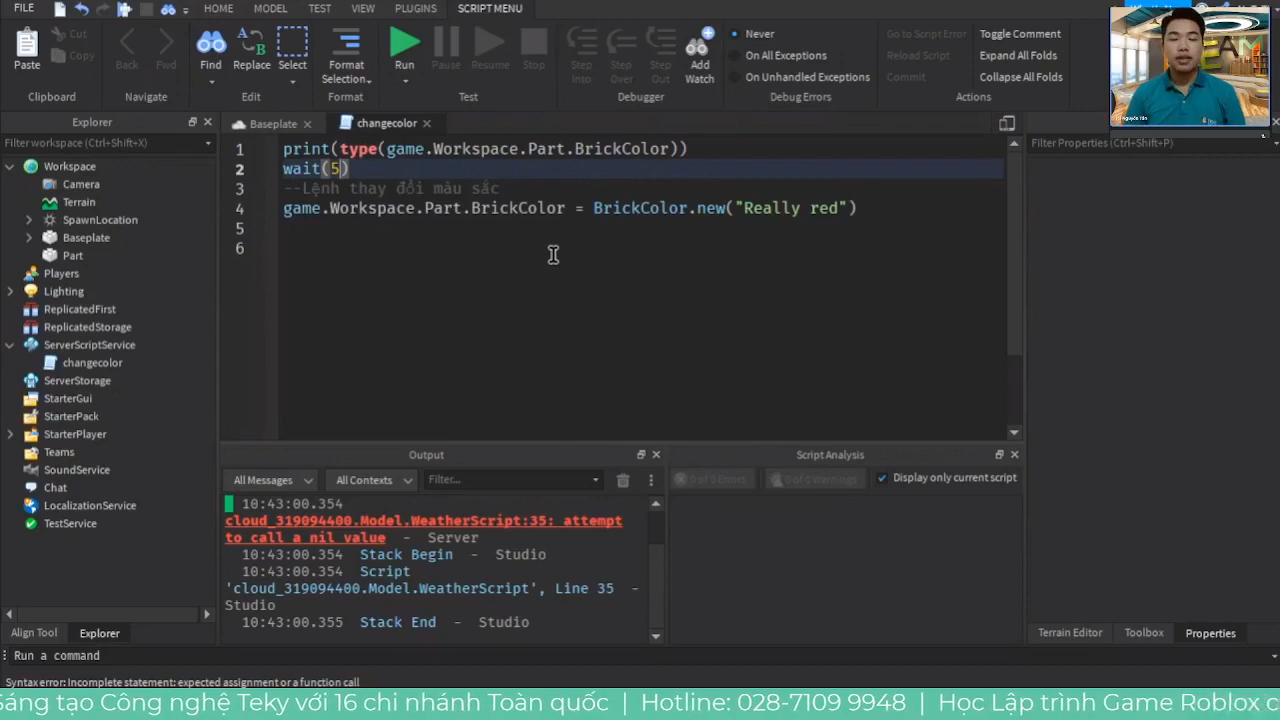 FILE
HOME
MODEL
TEST
VIEW
PLUGINS
SCRIPT MENU
Paste
Cut
Copy
Clipboard
Back
Fwd
Navigate
Find
Replace
Select
Edit
Format
Selection
Format
Run
Pause
Resume
Stop
Test
Step
Into
Step
Over
Step
Out
Add
Watch
Debugger
Never
On All Exceptions
On Unhandled Exceptions
Debug Errors
Go to Script Error
Reload Script
Commit
Toggle Comment
Expand All Folds
Collapse All Folds
Actions
Explorer
Filter workspace (Ctrl+Shift+X)
Workspace
Camera
Terrain
SpawnLocation
Baseplate
Part
Players
Lighting
ReplicatedFirst
ReplicatedStorage
ServerScriptService
changecolor
ServerStorage
StarterGui
StarterPack
StarterPlayer
Teams
SoundService
Chat
LocalizationService
TestService
Align Tool
Explorer
Baseplate
changecolor
1 print(type(game.Workspace.Part.BrickColor))
2 wait(5)
3 --Lệnh thay đổi màu sắc
4 game.Workspace.Part.BrickColor = BrickColor.new("Really red")
5
6
Output
All Messages
All Contexts
Filter...
10:43:00.354
cloud_319094400.Model.WeatherScript:35: attempt
to call a nil value - Server
10:43:00.354 Stack Begin - Studio
10:43:00.354 Script
'cloud_319094400.Model.WeatherScript', Line 35 -
Studio
10:43:00.355 Stack End - Studio
Script Analysis
0 of 0 Errors
0 of 0 Warnings
Display only current script
Filter Properties (Ctrl+Shift+P)
Terrain Editor
Toolbox
Properties
Run a command
Syntax error: Incomplete statement: expected assignment or a function call
Sáng tạo Công nghệ Teky với 16 chi nhánh Toàn quốc | Hotline: 028-7109 9948 | Học Lập trình Game Roblox c